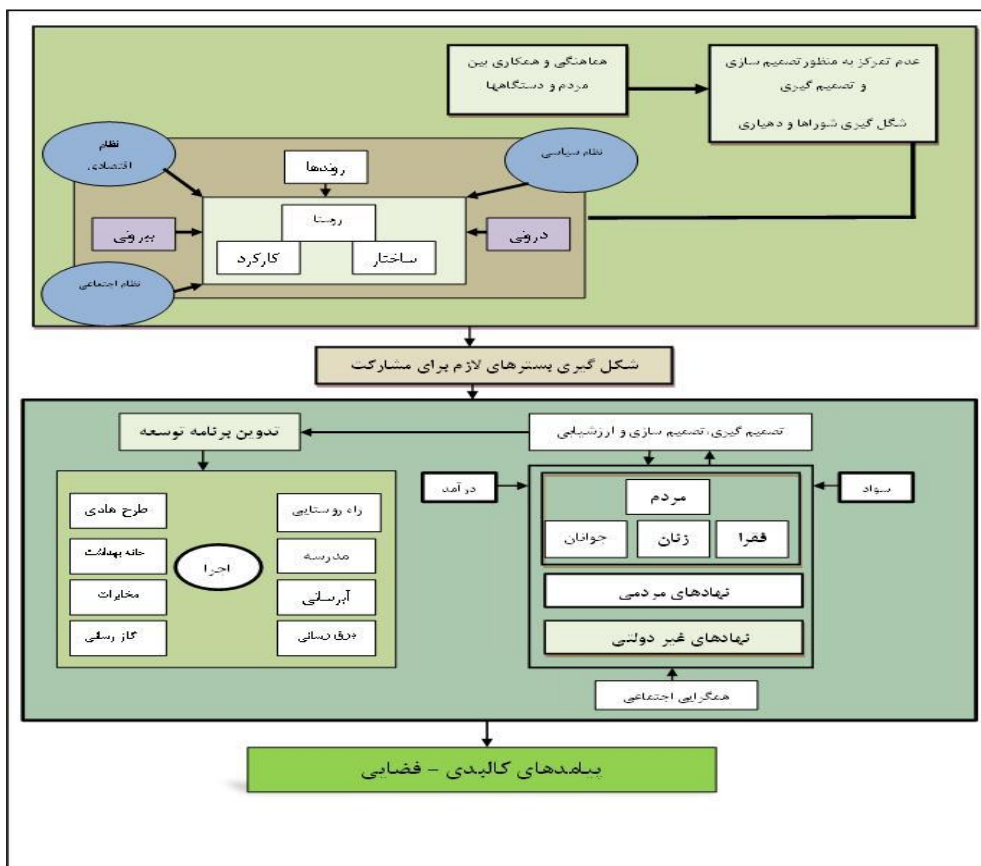 هماهنگی و همکاری بین
مردم و دستگاهها
عدم تمرکز به منظور تصمیم سازی
و تصمیم گیری
شگل گیری شوراها و دهیاری
نظام
اقتصادی
نظام سیاسی
روندها
روستا
بیرونی
درونی
کارکرد
ساختار
نظام اجتماعی
شکل گیری بسترهای لازم برای مشارکت
تدوین برنامه توسعه
تصمیم گیری، تصمیم سازی و ارزشیابی
درآمد
سواد
مردم
جوانان
زنان
فقرا
نهادهای مردمی
نهادهای غیر دولتی
همگرایی اجتماعی
طرح هادی
راه روستایی
خانه بهداشت
مدرسه
اجرا
مخابرات
آبرسانی
گاز رسانی
برق رسانی
پیامدهای کالبدی - فضایی